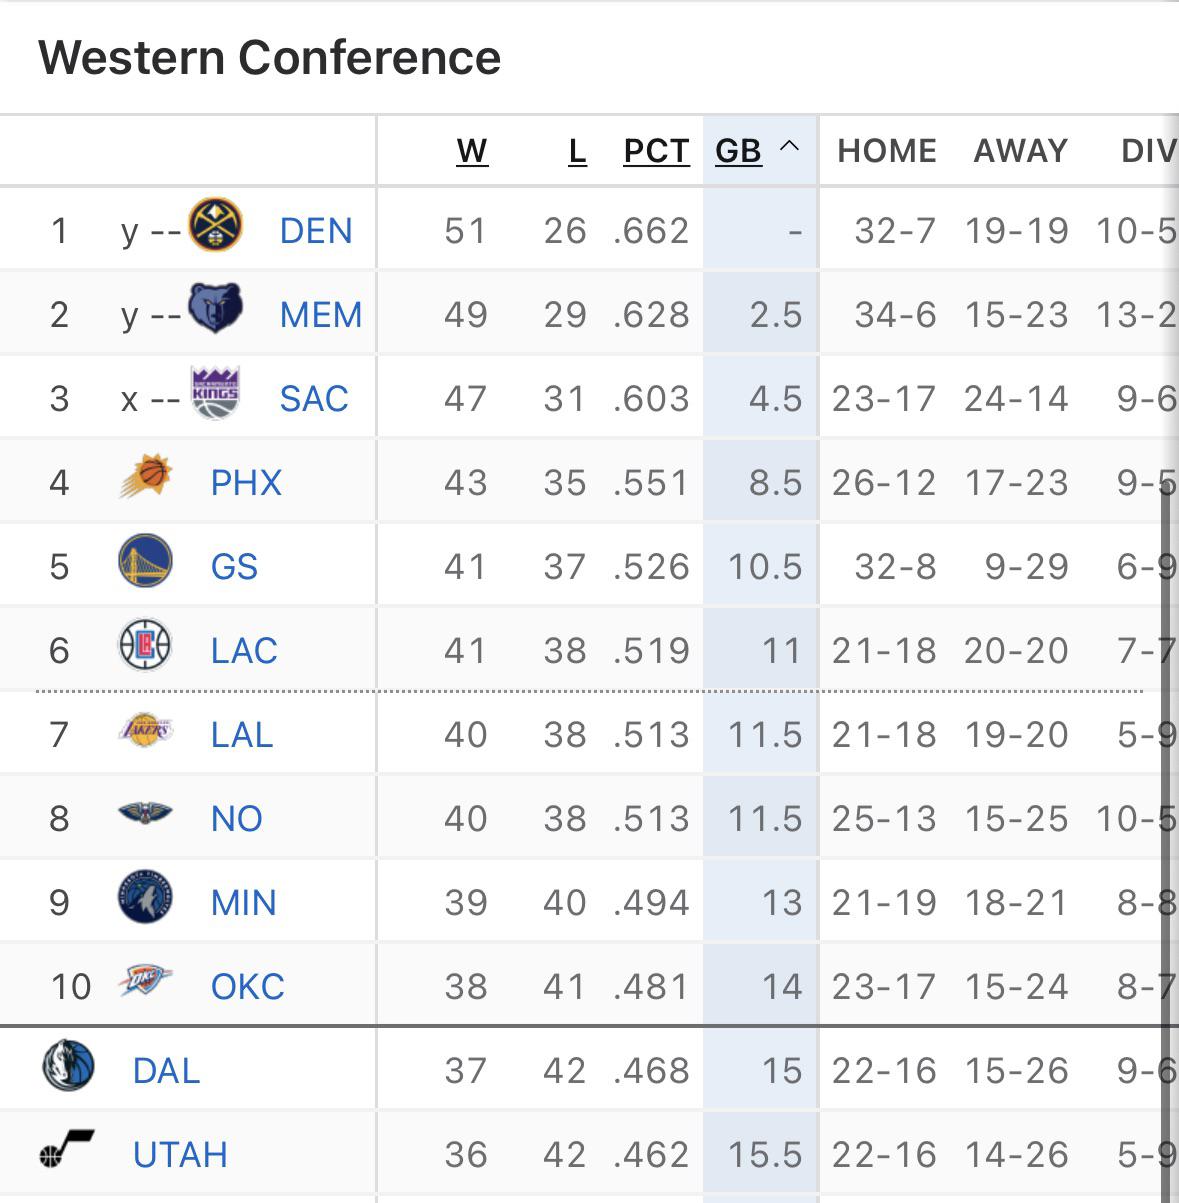 Western Conference
W L PCT GB ^ HOME AWAY DIV
1 y -- DEN 51 26 .662 - 32-7 19-19 10-5
2 y -- MEM 49 29 .628 2.5 34-6 15-23 13-2
3 x -- SACRAMENTO KINGS SAC 47 31 .603 4.5 23-17 24-14 9-6
4 PHX 43 35 .551 8.5 26-12 17-23 9-5
5 GS 41 37 .526 10.5 32-8 9-29 6-9
6 LA LAC 41 38 .519 11 21-18 20-20 7-7
7 LAKERS LAL 40 38 .513 11.5 21-18 19-20 5-9
8 NO 40 38 .513 11.5 25-13 15-25 10-5
9 MINNESOTA TIMBERWOLVES MIN 39 40 .494 13 21-19 18-21 8-8
10 OKC OKC 38 41 .481 14 23-17 15-24 8-7
DAL 37 42 .468 15 22-16 15-26 9-6
UTAH 36 42 .462 15.5 22-16 14-26 5-9